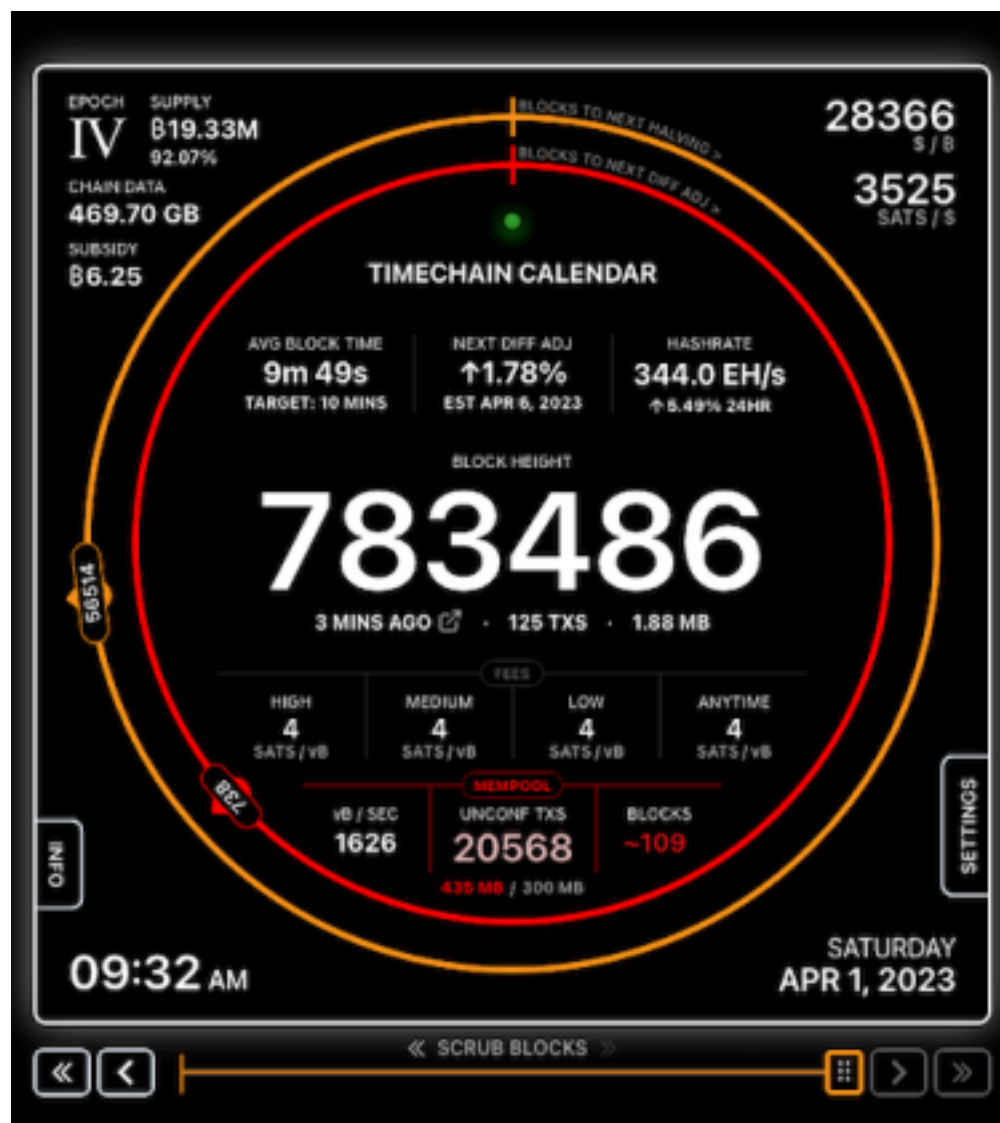 EPOCH
IV
SUPPLY
₿19.33M
92.07%
CHAIN DATA
469.70 GB
SUBSIDY
₿6.25
BLOCKS TO NEXT HALVING >
BLOCKS TO NEXT DIFF ADJ >
28366
$ / ₿
3525
SATS / $
TIMECHAIN CALENDAR
AVG BLOCK TIME
9m 49s
TARGET: 10 MINS
NEXT DIFF ADJ
↑1.78%
EST APR 6, 2023
HASHRATE
344.0 EH/s
↑5.49% 24HR
BLOCK HEIGHT
783486
3 MINS AGO · 125 TXS · 1.88 MB
56514
738
FEES
HIGH
4
SATS / vB
MEDIUM
4
SATS / vB
LOW
4
SATS / vB
ANYTIME
4
SATS / vB
MEMPOOL
vB / SEC
1626
UNCONF TXS
20568
435 MB / 300 MB
BLOCKS
~109
INFO
SETTINGS
09:32 AM
SATURDAY
APR 1, 2023
« SCRUB BLOCKS »